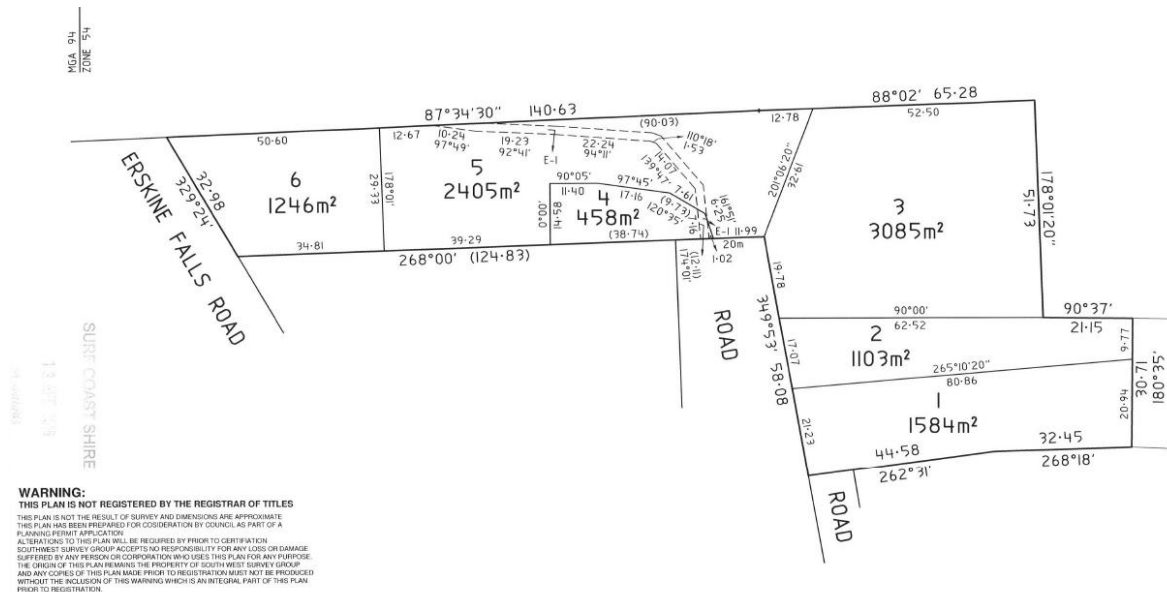 MGA 94
ZONE 54
87°34'30" 140·63
88°02' 65·28
50·60
12·67
10·24
97°49'
19·23
92°41'
22·24
94°11'
(90·03)
110°18'
1·53
12·78
52·50
E-1
ERSKINE FALLS ROAD
32·98
329°24'
6
1246m²
29·33
178°01'
5
2405m²
90°05'
11·40
97°45'
17·16
14·58
0°00'
4
458m²
(38·74)
14·07
139°47'
7·61
(9·73)
120°35'
7·16
161°51'
6·25
E-1
11·99
20m
1·02
(12·11)
174°01'
201°06'20"
32·61
3
3085m²
178°01'20"
51·73
34·81
39·29
268°00' (124·83)
ROAD
19·78
349°53' 58·08
17·07
21·23
90°00'
62·52
90°37'
21·15
2
1103m²
9·77
265°10'20"
80·86
180°35'
30·71
20·94
1
1584m²
44·58
262°31'
32·45
268°18'
ROAD
SURF COAST SHIRE
WARNING:
THIS PLAN IS NOT REGISTERED BY THE REGISTRAR OF TITLES
THIS PLAN IS NOT THE RESULT OF SURVEY AND DIMENSIONS ARE APPROXIMATE
THIS PLAN HAS BEEN PREPARED FOR COSIDERATION BY COUNCIL AS PART OF A
PLANNING PERMIT APPLICATION
ALTERATIONS TO THIS PLAN WILL BE REQUIRED BY PRIOR TO CERTIFIATION
SOUTHWEST SURVEY GROUP ACCEPTS NO RESPONSIBILITY FOR ANY LOSS OR DAMAGE
SUFFERED BY ANY PERSON OR CORPORATION WHO USES THIS PLAN FOR ANY PURPOSE.
THE ORIGIN OF THIS PLAN REMAINS THE PROPERTY OF SOUTH WEST SURVEY GROUP
AND ANY COPIES OF THIS PLAN MADE PRIOR TO REGISTRATION MUST NOT BE PRODUCED
WITHOUT THE INCLUSION OF THIS WARNING WHICH IS AN INTEGRAL PART OF THIS PLAN
PRIOR TO REGISTRATION.